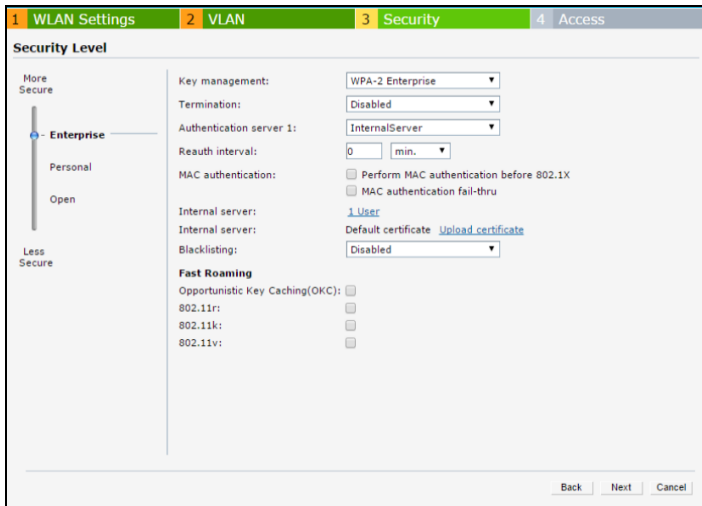 1 WLAN Settings 2 VLAN 3 Security 4 Access
Security Level
More
Secure
Enterprise
Personal
Open
Less
Secure
Key management: WPA-2 Enterprise
Termination: Disabled
Authentication server 1: InternalServer
Reauth interval: 0 min.
MAC authentication: Perform MAC authentication before 802.1X
MAC authentication fail-thru
Internal server: 1 User
Internal server: Default certificate Upload certificate
Blacklisting: Disabled
Fast Roaming
Opportunistic Key Caching(OKC):
802.11r:
802.11k:
802.11v:
Back Next Cancel